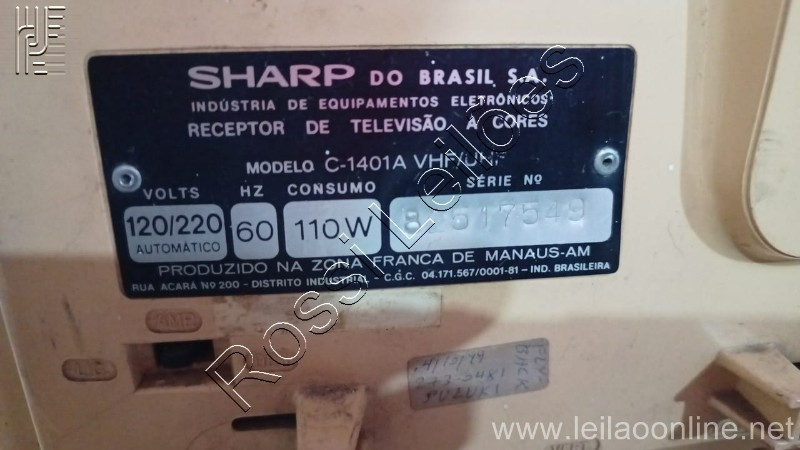 SHARP DO BRASIL S.A.
INDÚSTRIA DE EQUIPAMENTOS ELETRÔNICOS
RECEPTOR DE TELEVISÃO A CORES
MODELO C-1401A VHF/UHF
VOLTS HZ CONSUMO SÉRIE Nº
120/220 60 110W 8 517549
AUTOMÁTICO
PRODUZIDO NA ZONA FRANCA DE MANAUS-AM
RUA ACARÁ Nº 200 - DISTRITO INDUSTRIAL - C.G.C. 04.171.567/0001-81 - IND. BRASILEIRA
Rossi Leilões
www.leilaoonline.net